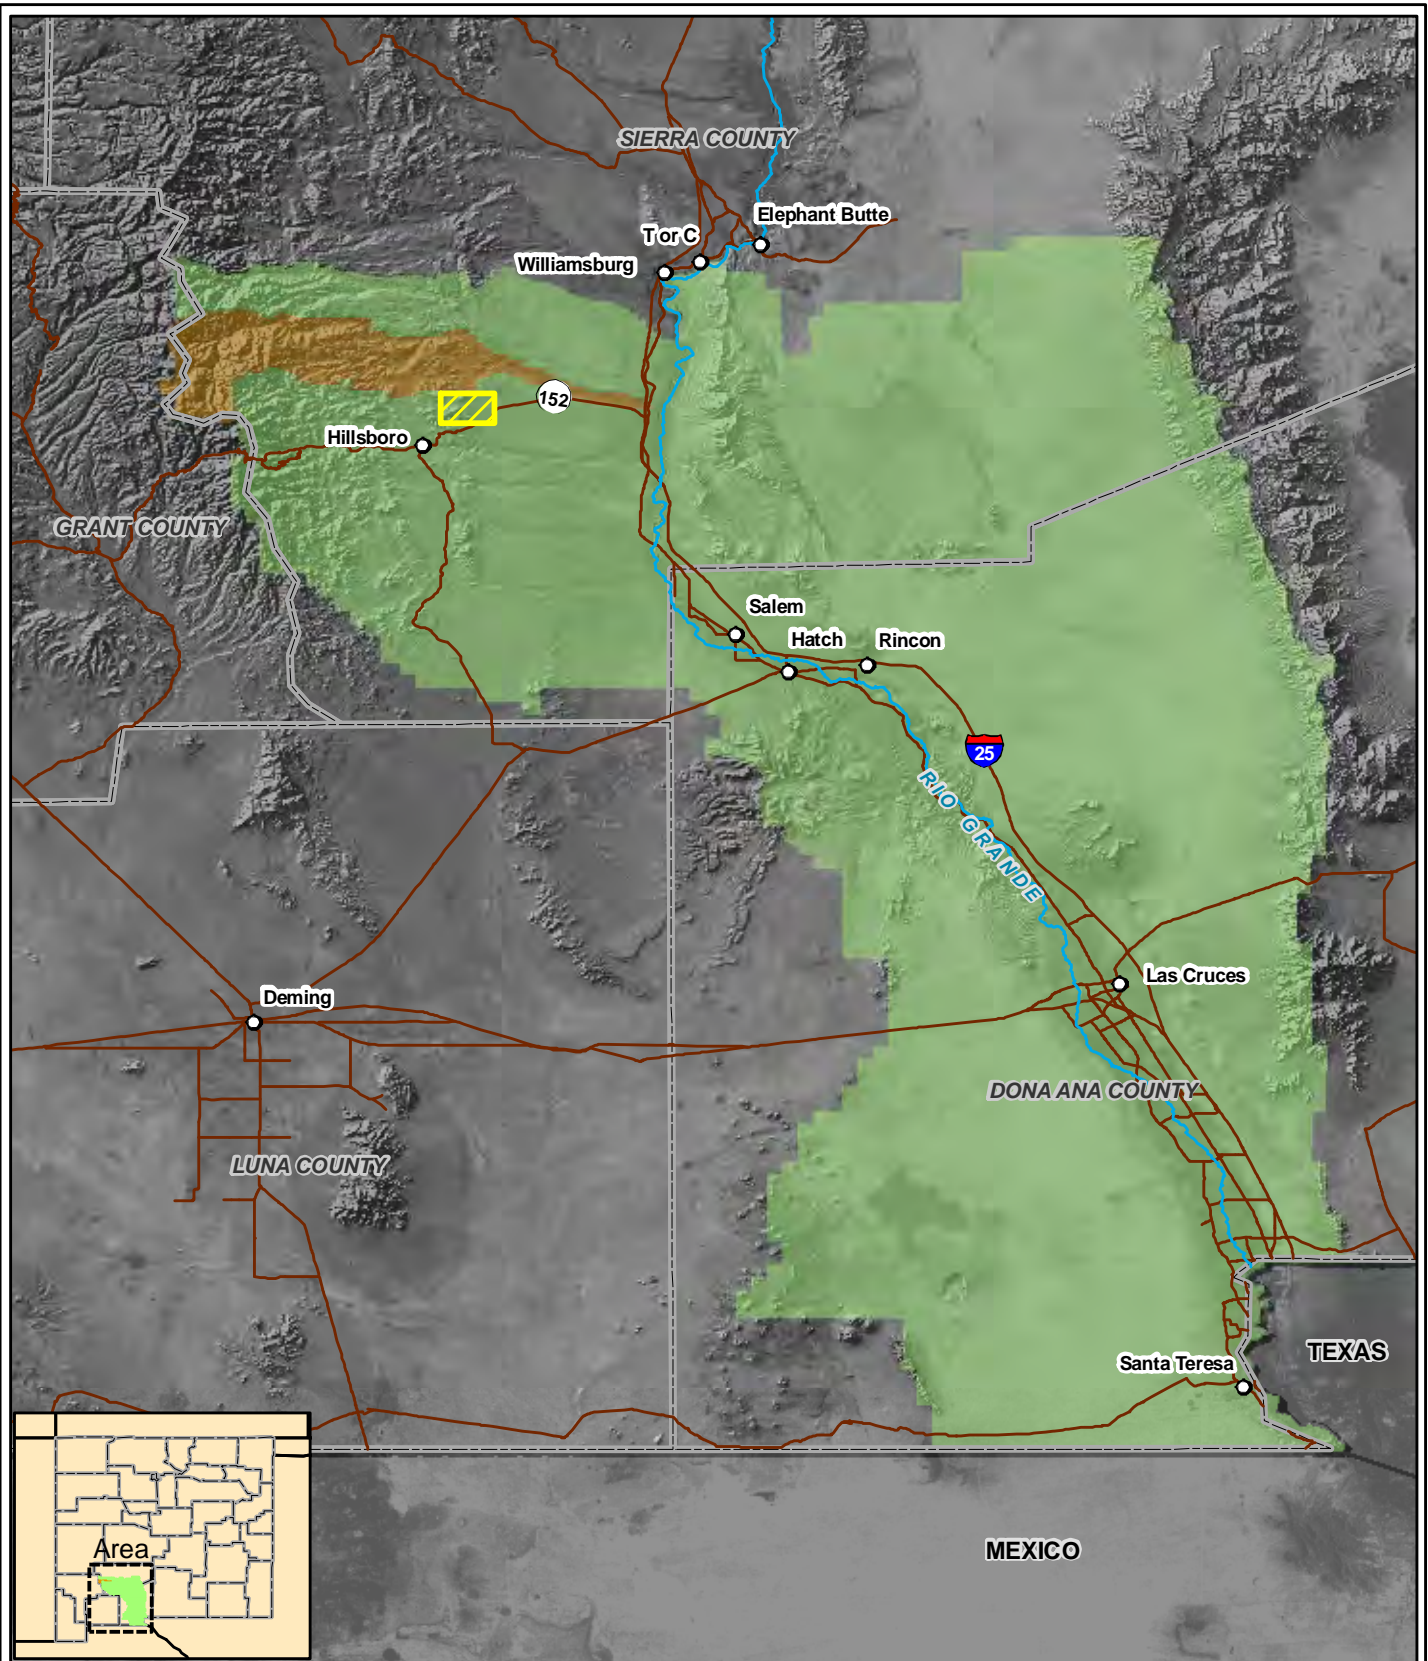 SIERRA COUNTY
Elephant Butte
T or C
Williamsburg
152
Hillsboro
GRANT COUNTY
Salem
Hatch
Rincon
25
RIO GRANDE
Las Cruces
Deming
DONA ANA COUNTY
LUNA COUNTY
TEXAS
Santa Teresa
Area
MEXICO